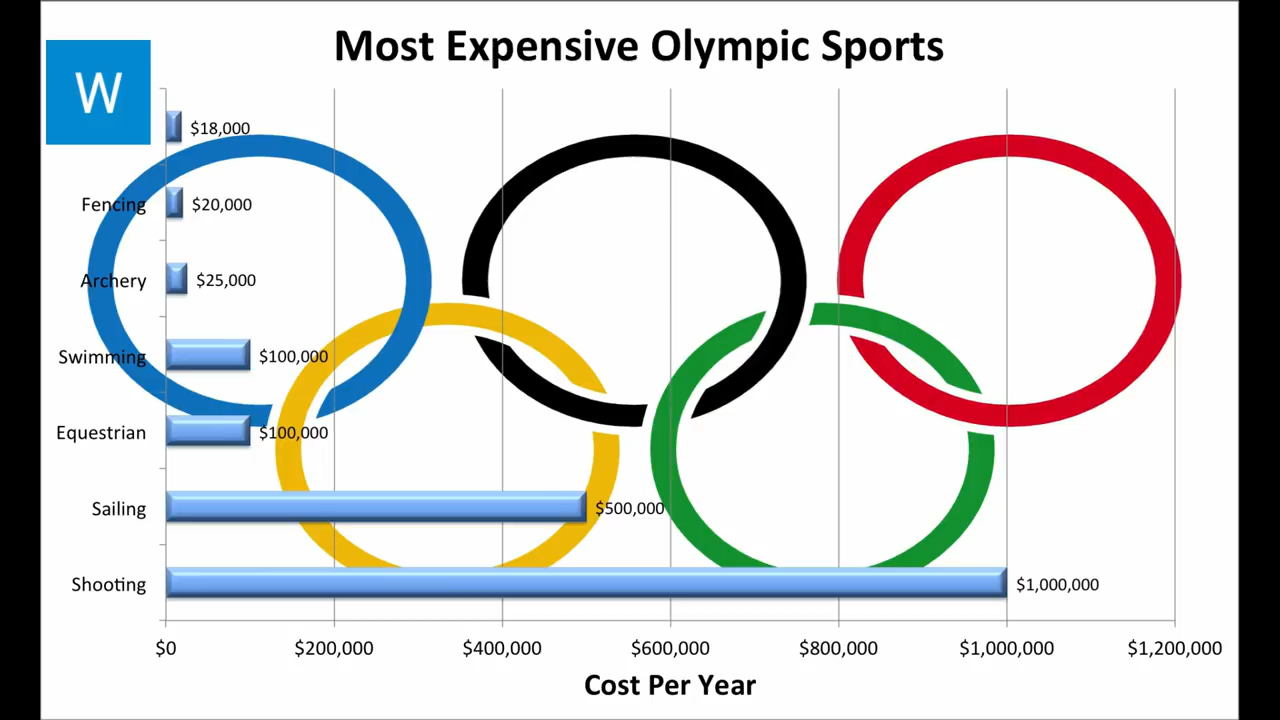 Most Expensive Olympic Sports
W
$18,000
Fencing $20,000
Archery $25,000
Swimming $100,000
Equestrian $100,000
Sailing $500,000
Shooting $1,000,000
$0 $200,000 $400,000 $600,000 $800,000 $1,000,000 $1,200,000
Cost Per Year